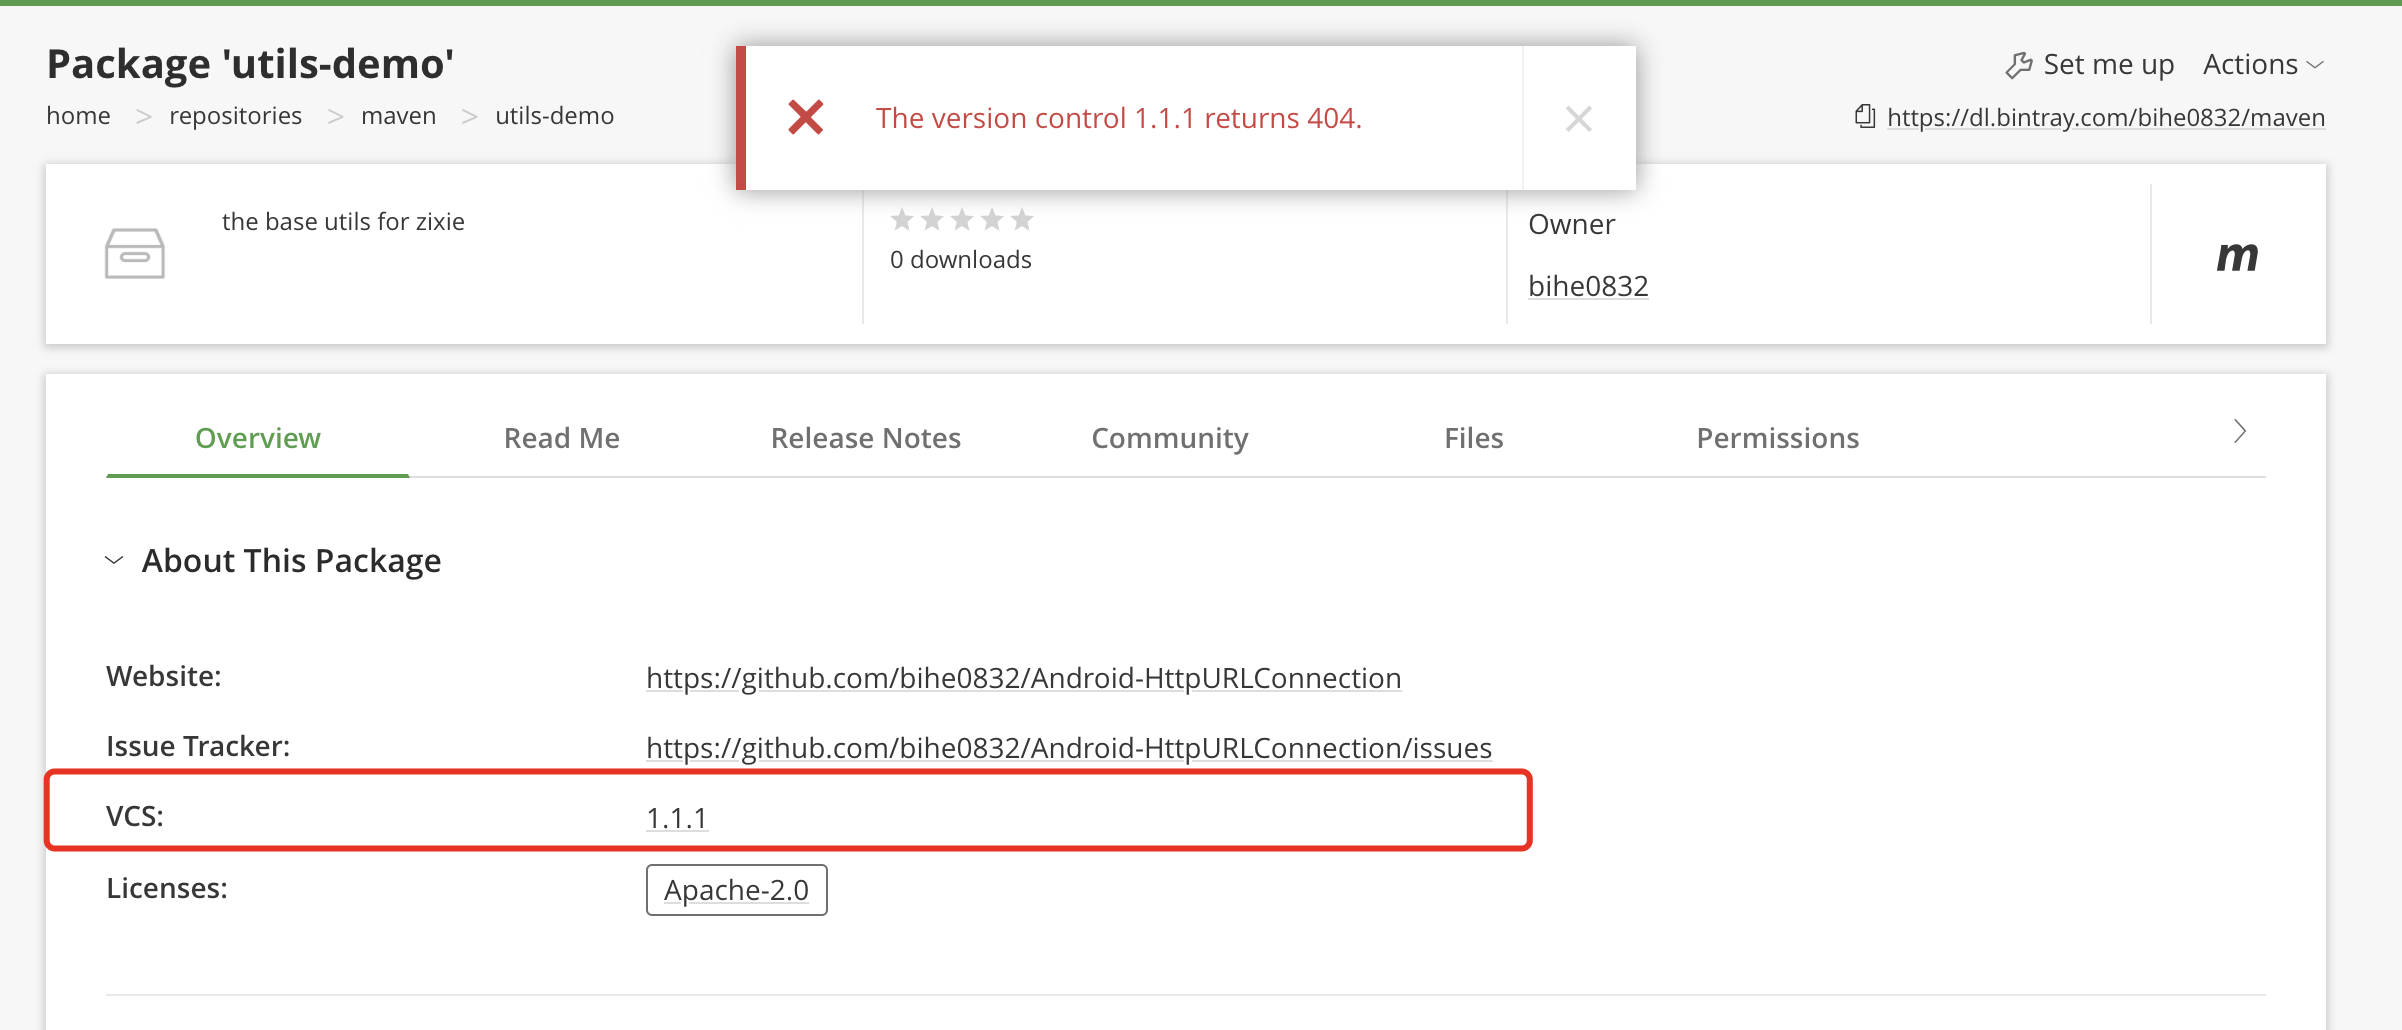 Package 'utils-demo'
home > repositories > maven > utils-demo
The version control 1.1.1 returns 404.
Set me up Actions
https://dl.bintray.com/bihe0832/maven
the base utils for zixie
0 downloads
Owner
bihe0832
m
Overview Read Me Release Notes Community Files Permissions
About This Package
Website: https://github.com/bihe0832/Android-HttpURLConnection
Issue Tracker: https://github.com/bihe0832/Android-HttpURLConnection/issues
VCS: 1.1.1
Licenses: Apache-2.0